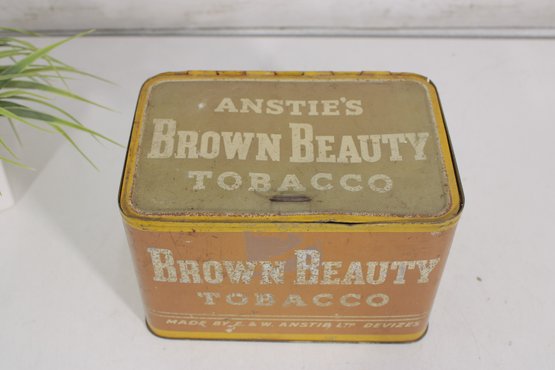 ANSTIE'S
BROWN BEAUTY
TOBACCO
BROWN BEAUTY
TOBACCO
MADE BY E. & W. ANSTIE LTD DEVIZES